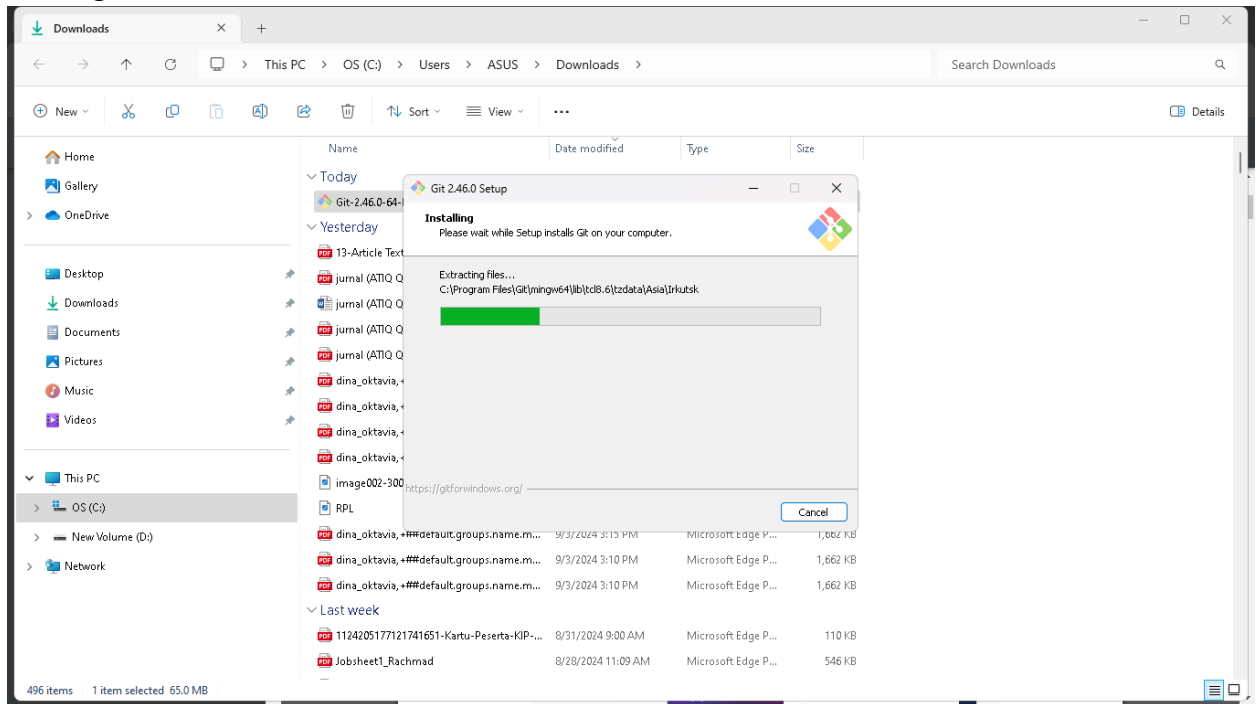 Downloads
This PC > OS (C:) > Users > ASUS > Downloads >
Search Downloads
New
Sort
View
Details
Home
Gallery
OneDrive
Desktop
Downloads
Documents
Pictures
Music
Videos
This PC
OS (C:)
New Volume (D:)
Network
Name Date modified Type Size
Today
Git-2.46.0-64-
Yesterday
13-Article Text
jurnal (ATIQ Q
jurnal (ATIQ Q
jurnal (ATIQ Q
jurnal (ATIQ Q
dina_oktavia,+
dina_oktavia,+
dina_oktavia,+
dina_oktavia,+
image002-300
RPL
dina_oktavia,+##default.groups.name.m... 9/3/2024 3:15 PM Microsoft Edge P... 1,662 KB
dina_oktavia,+##default.groups.name.m... 9/3/2024 3:10 PM Microsoft Edge P... 1,662 KB
dina_oktavia,+##default.groups.name.m... 9/3/2024 3:10 PM Microsoft Edge P... 1,662 KB
Last week
1124205177121741651-Kartu-Peserta-KIP-... 8/31/2024 9:00 AM Microsoft Edge P... 110 KB
Jobsheet1_Rachmad 8/28/2024 11:09 AM Microsoft Edge P... 546 KB
Git 2.46.0 Setup
Installing
Please wait while Setup installs Git on your computer.
Extracting files...
C:\Program Files\Git\mingw64\lib\tcl8.6\tzdata\Asia\Irkutsk
https://gitforwindows.org/
Cancel
496 items 1 item selected 65.0 MB